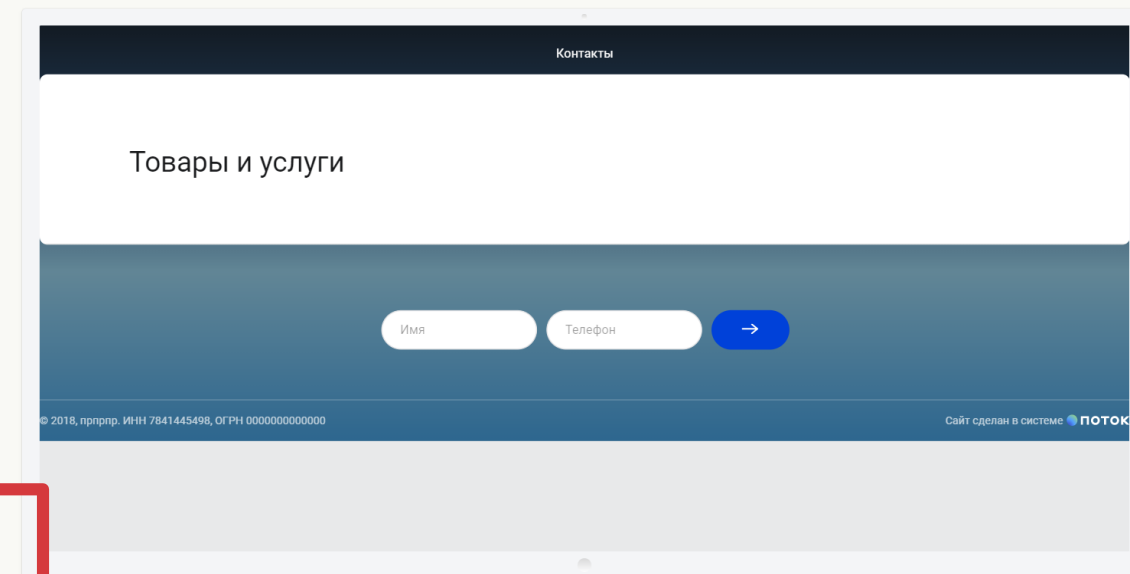 Контакты
Товары и услуги
Имя
Телефон
© 2018, прпрпр. ИНН 7841445498, ОГРН 0000000000000
Сайт сделан в системе ПОТОК